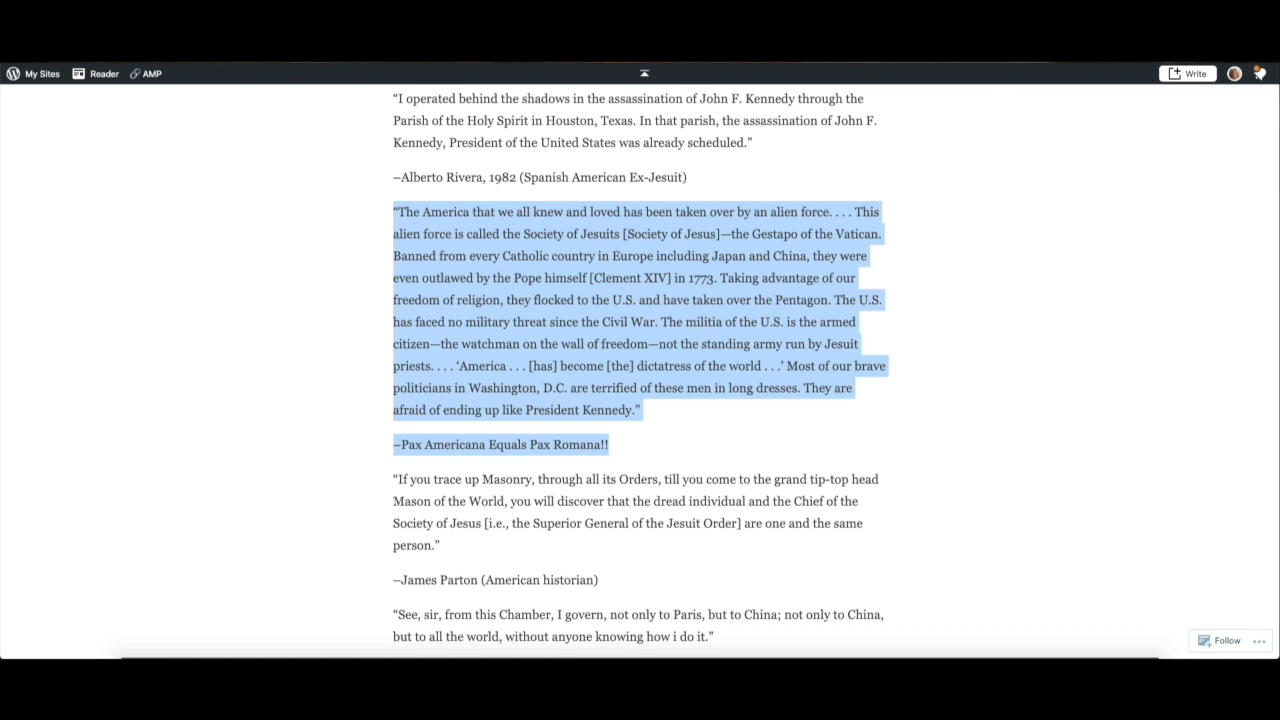 My Sites
Reader
AMP
Write
“I operated behind the shadows in the assassination of John F. Kennedy through the
Parish of the Holy Spirit in Houston, Texas. In that parish, the assassination of John F.
Kennedy, President of the United States was already scheduled.”
–Alberto Rivera, 1982 (Spanish American Ex-Jesuit)
“The America that we all knew and loved has been taken over by an alien force. . . . This
alien force is called the Society of Jesuits [Society of Jesus]—the Gestapo of the Vatican.
Banned from every Catholic country in Europe including Japan and China, they were
even outlawed by the Pope himself [Clement XIV] in 1773. Taking advantage of our
freedom of religion, they flocked to the U.S. and have taken over the Pentagon. The U.S.
has faced no military threat since the Civil War. The militia of the U.S. is the armed
citizen—the watchman on the wall of freedom—not the standing army run by Jesuit
priests. . . . ‘America . . . [has] become [the] dictatress of the world . . .’ Most of our brave
politicians in Washington, D.C. are terrified of these men in long dresses. They are
afraid of ending up like President Kennedy.”
–Pax Americana Equals Pax Romana!!
“If you trace up Masonry, through all its Orders, till you come to the grand tip-top head
Mason of the World, you will discover that the dread individual and the Chief of the
Society of Jesus [i.e., the Superior General of the Jesuit Order] are one and the same
person.”
–James Parton (American historian)
“See, sir, from this Chamber, I govern, not only to Paris, but to China; not only to China,
but to all the world, without anyone knowing how i do it.”
Follow